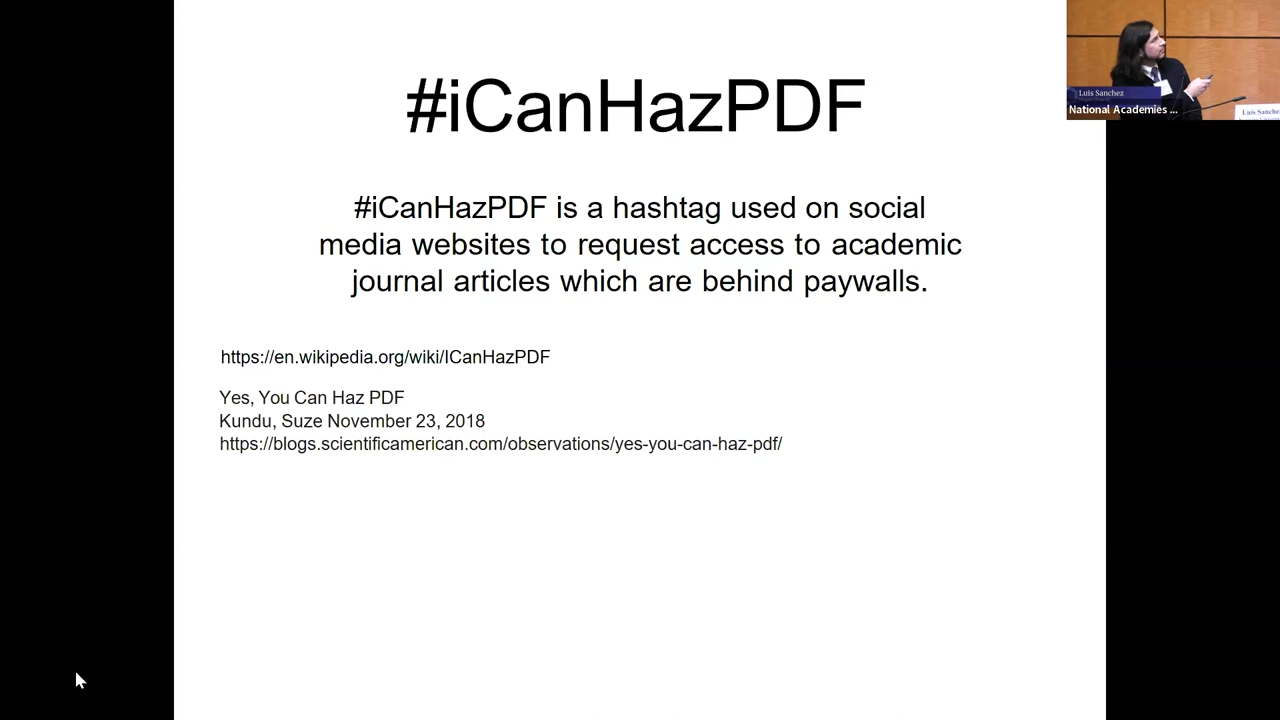 #iCanHazPDF
#iCanHazPDF is a hashtag used on social
media websites to request access to academic
journal articles which are behind paywalls.
https://en.wikipedia.org/wiki/ICanHazPDF
Yes, You Can Haz PDF
Kundu, Suze November 23, 2018
https://blogs.scientificamerican.com/observations/yes-you-can-haz-pdf/
Luis Sanchez
National Academies ...
Luis Sanchez